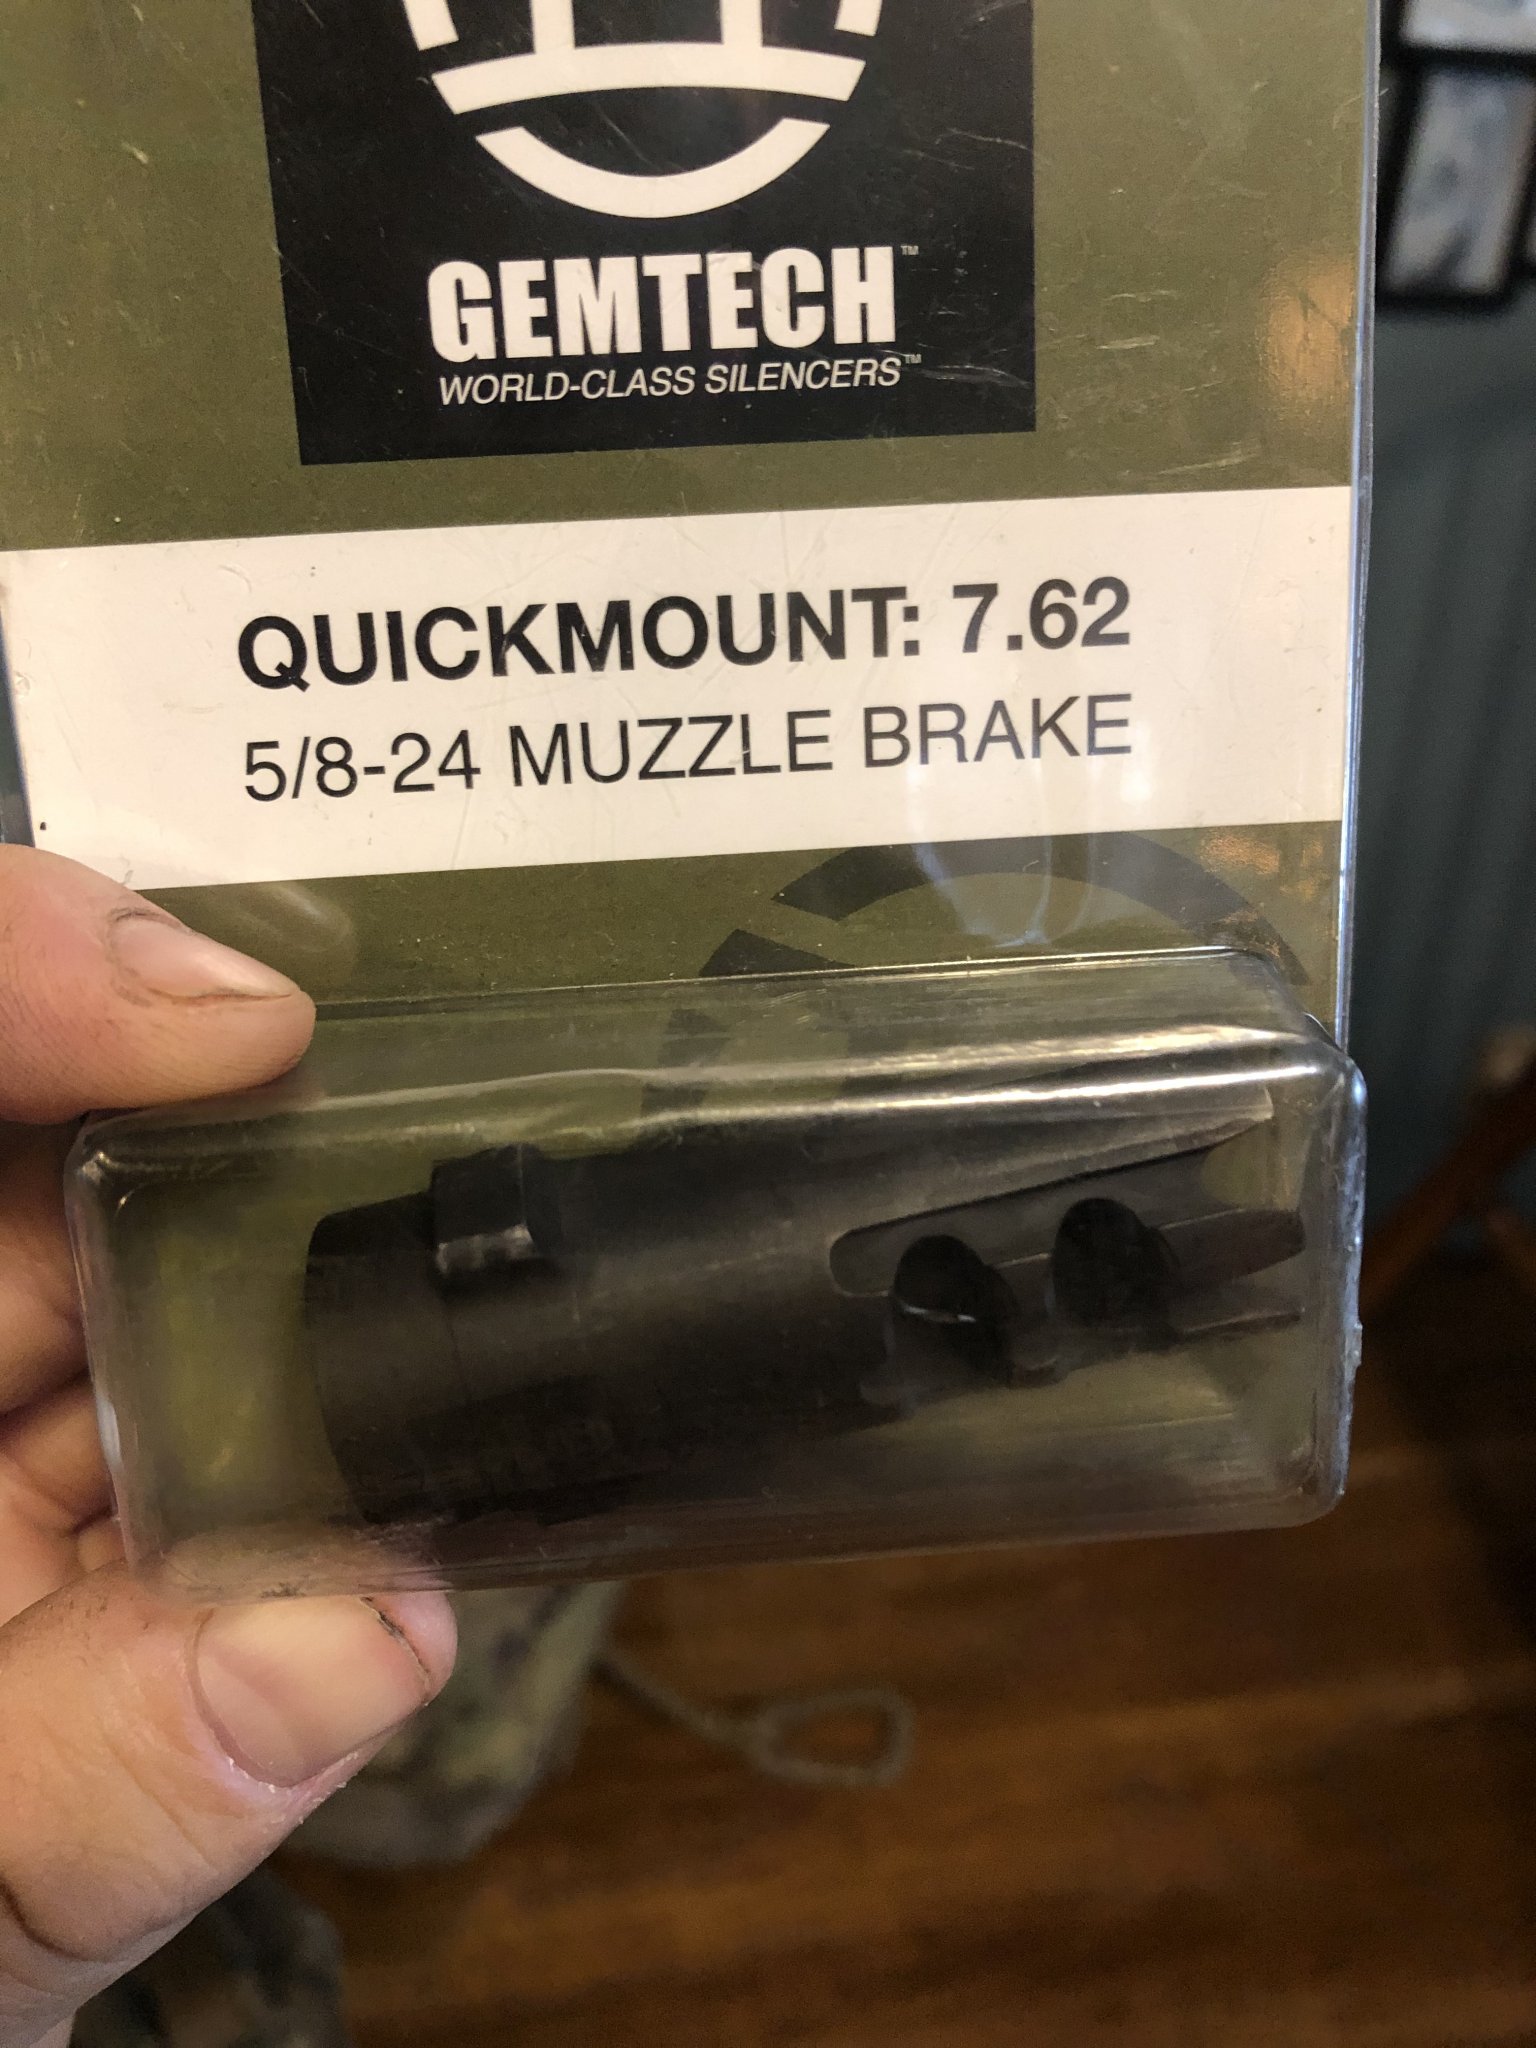 GEMTECH™
WORLD-CLASS SILENCERS™
QUICKMOUNT: 7.62
5/8-24 MUZZLE BRAKE